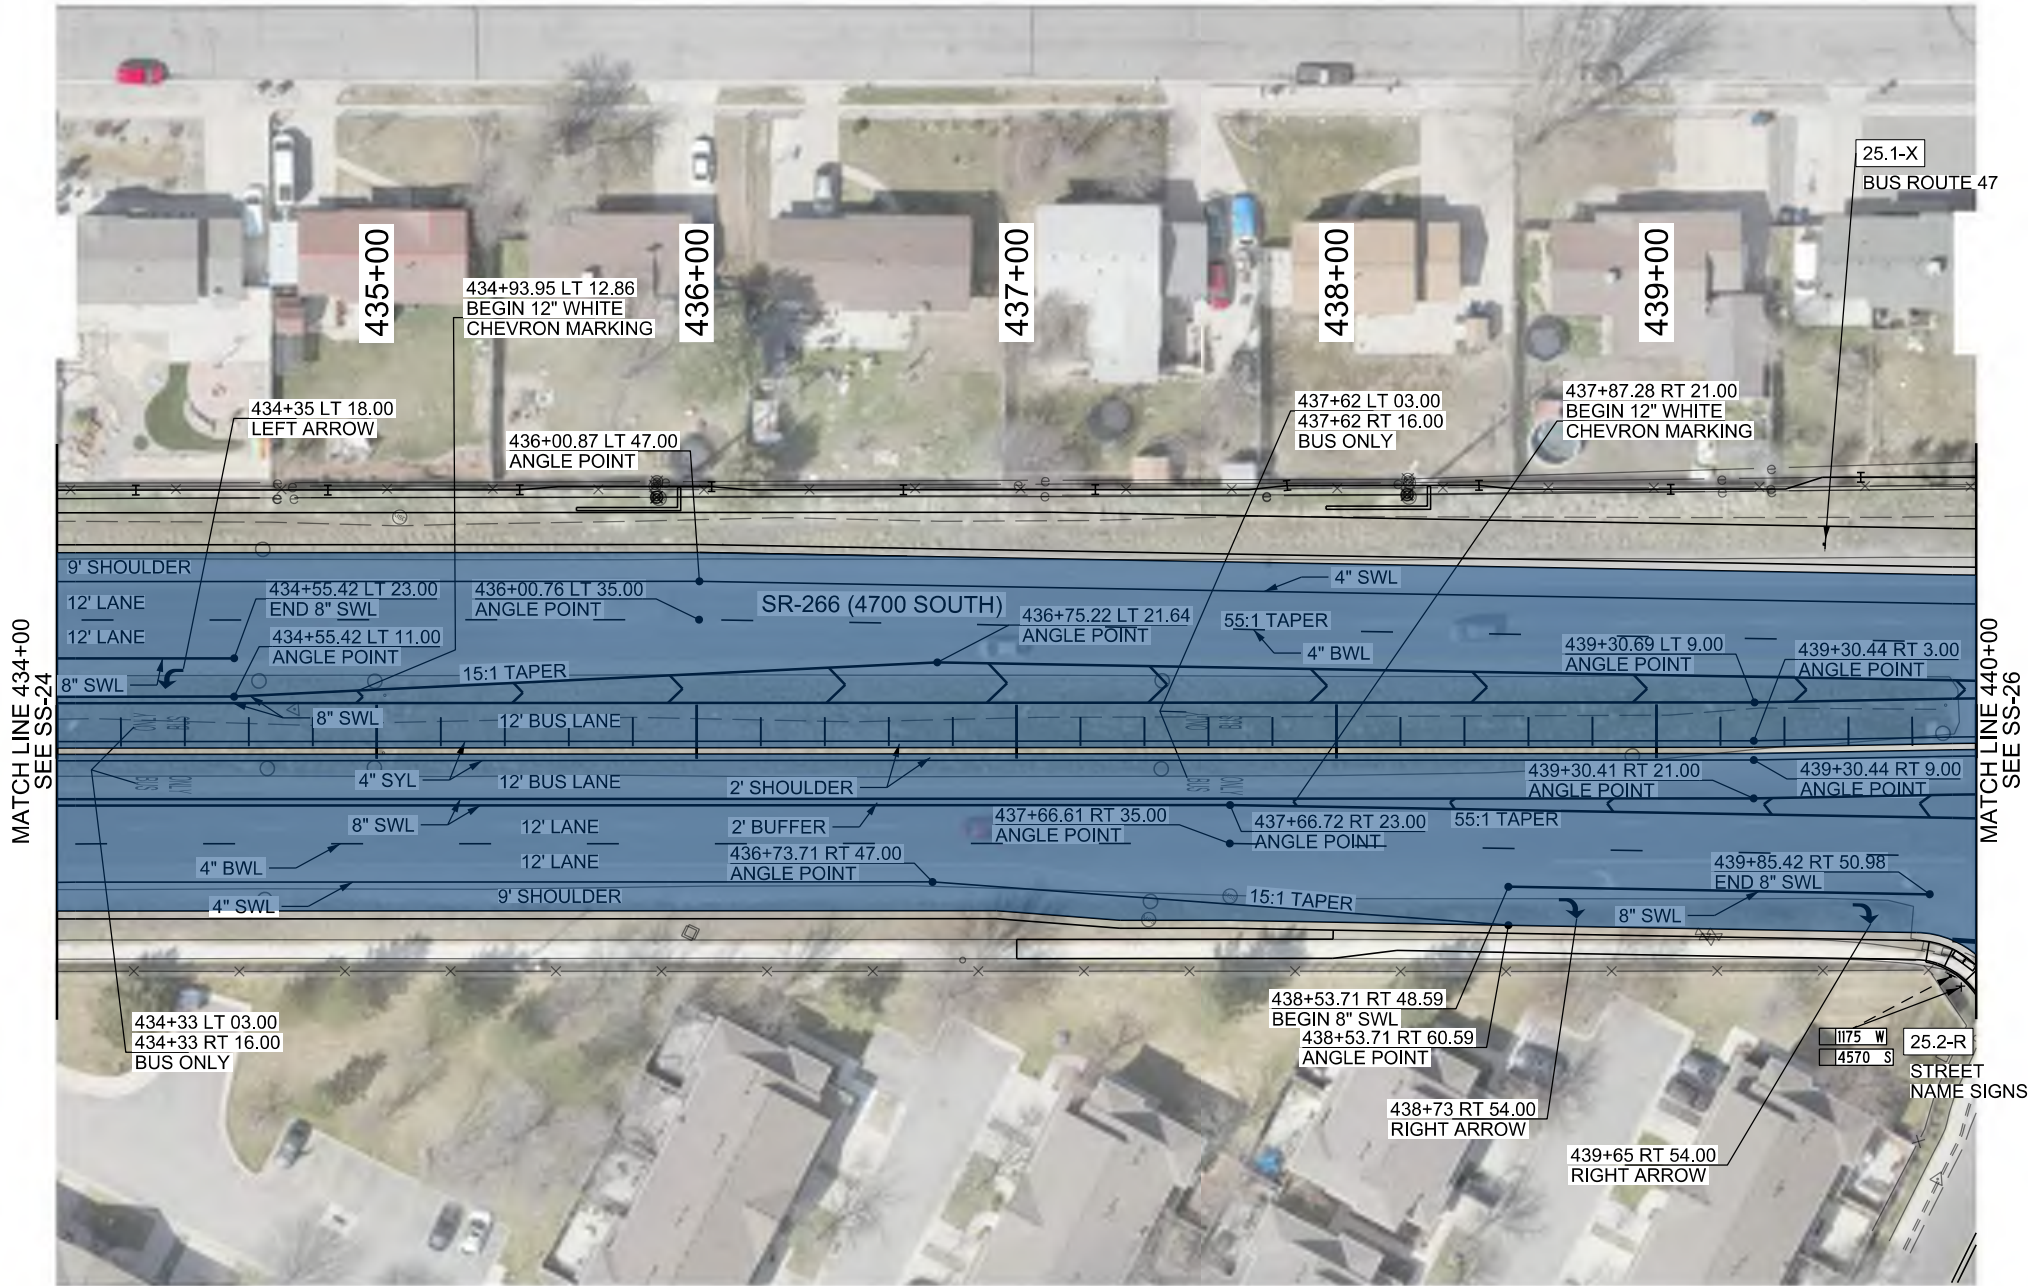 25.1-X
BUS ROUTE 47
435+00
436+00
437+00
438+00
439+00
434+93.95 LT 12.86
BEGIN 12" WHITE
CHEVRON MARKING
434+35 LT 18.00
LEFT ARROW
436+00.87 LT 47.00
ANGLE POINT
437+62 LT 03.00
437+62 RT 16.00
BUS ONLY
437+87.28 RT 21.00
BEGIN 12" WHITE
CHEVRON MARKING
9' SHOULDER
12' LANE
12' LANE
434+55.42 LT 23.00
END 8" SWL
434+55.42 LT 11.00
ANGLE POINT
436+00.76 LT 35.00
ANGLE POINT
SR-266 (4700 SOUTH)
436+75.22 LT 21.64
ANGLE POINT
4" SWL
55:1 TAPER
4" BWL
439+30.69 LT 9.00
ANGLE POINT
439+30.44 RT 3.00
ANGLE POINT
MATCH LINE 434+00
SEE SS-24
MATCH LINE 440+00
SEE SS-26
8" SWL
15:1 TAPER
8" SWL
12' BUS LANE
ONLY
BUS
ONLY
BUS
4" SYL
12' BUS LANE
2' SHOULDER
BUS
ONLY
BUS
ONLY
439+30.41 RT 21.00
ANGLE POINT
439+30.44 RT 9.00
ANGLE POINT
8" SWL
12' LANE
2' BUFFER
437+66.61 RT 35.00
ANGLE POINT
437+66.72 RT 23.00
ANGLE POINT
55:1 TAPER
4" BWL
12' LANE
436+73.71 RT 47.00
ANGLE POINT
439+85.42 RT 50.98
END 8" SWL
4" SWL
9' SHOULDER
15:1 TAPER
8" SWL
434+33 LT 03.00
434+33 RT 16.00
BUS ONLY
438+53.71 RT 48.59
BEGIN 8" SWL
438+53.71 RT 60.59
ANGLE POINT
1175 W
4570 S
25.2-R
STREET
NAME SIGNS
438+73 RT 54.00
RIGHT ARROW
439+65 RT 54.00
RIGHT ARROW